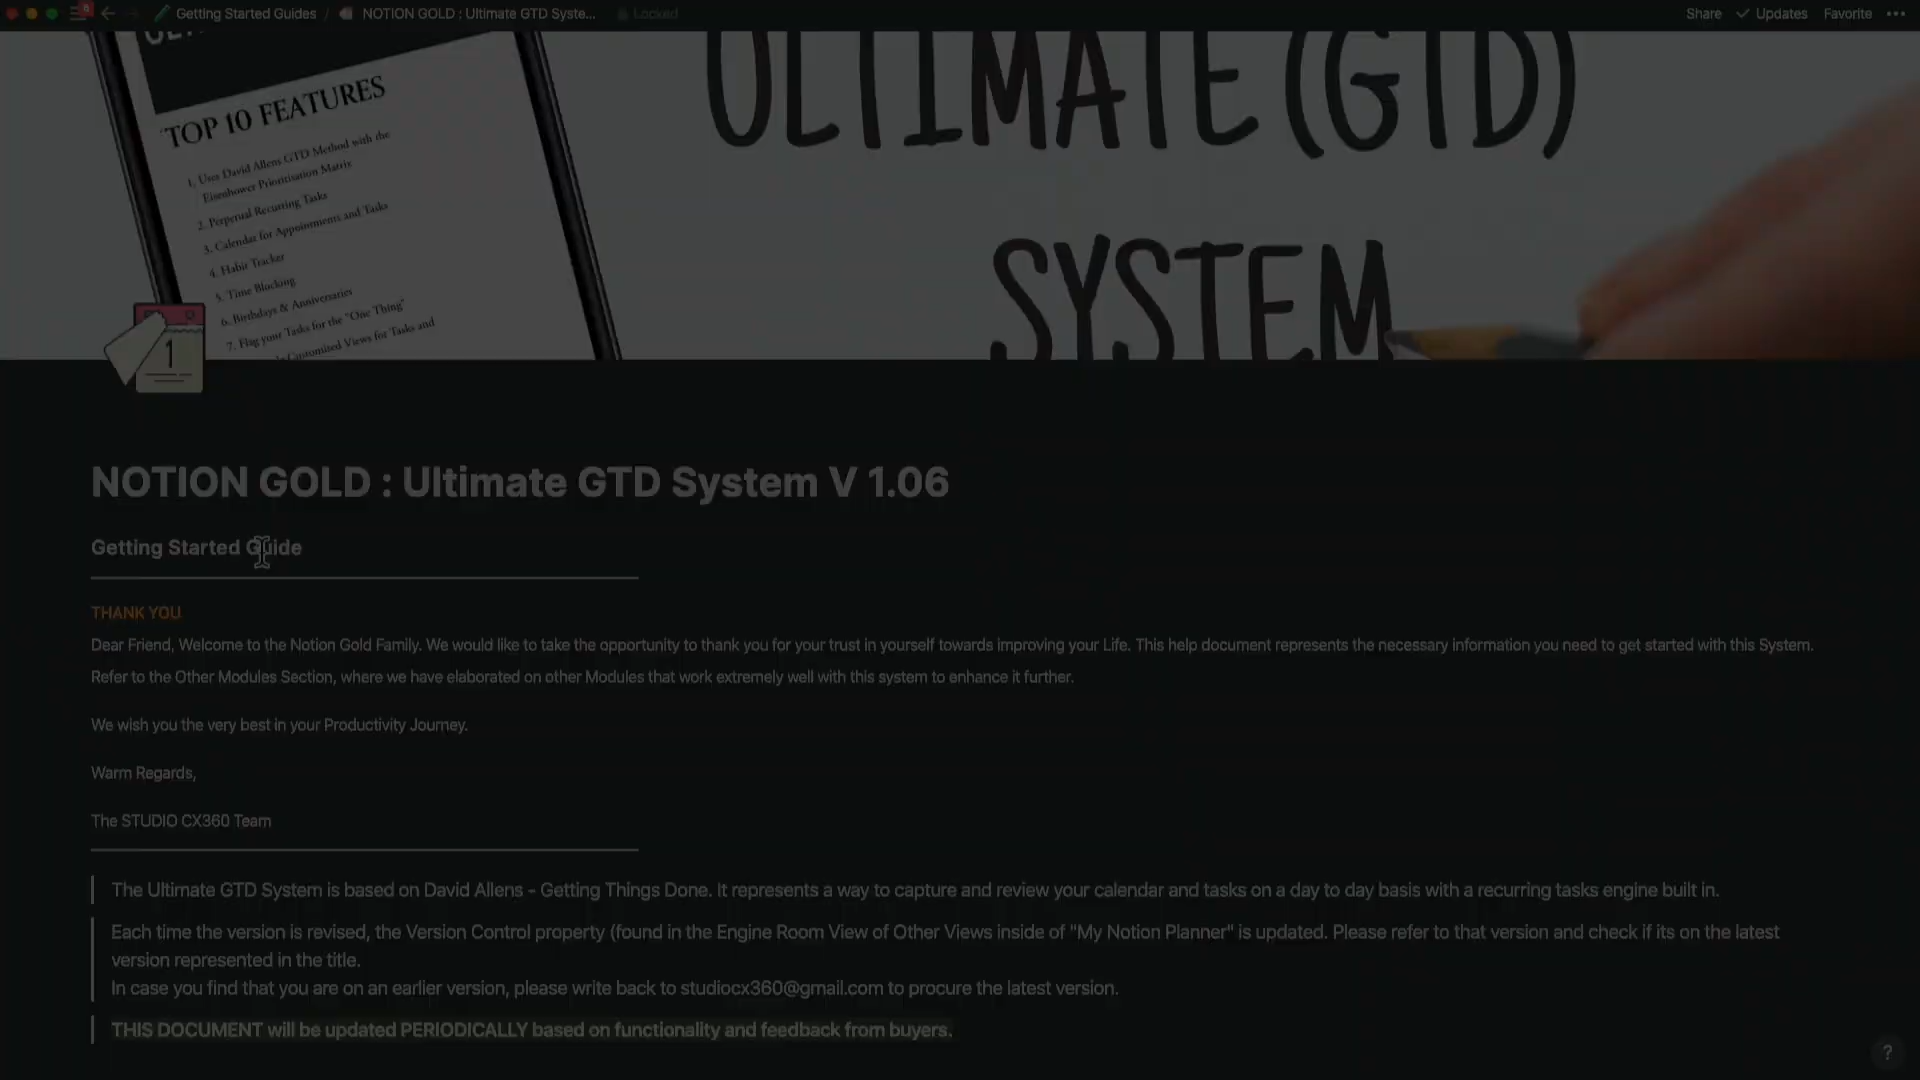 6
Getting Started Guides / NOTION GOLD : Ultimate GTD Syste... Locked
Share Updates Favorite
TOP 10 FEATURES
1. Uses David Allens GTD Method with the
Eisenhower Prioritisation Matrix
2. Perpetual Recurring Tasks
3. Calendar for Appointments and Tasks
4. Habit Tracker
5. Time Blocking
6. Birthdays & Anniversaries
7. Flag your Tasks for the "One Thing"
Customised Views for Tasks and
ULTIMATE (GTD)
SYSTEM
1
NOTION GOLD : Ultimate GTD System V 1.06
Getting Started Guide
THANK YOU
Dear Friend, Welcome to the Notion Gold Family. We would like to take the opportunity to thank you for your trust in yourself towards improving your Life. This help document represents the necessary information you need to get started with this System.
Refer to the Other Modules Section, where we have elaborated on other Modules that work extremely well with this system to enhance it further.
We wish you the very best in your Productivity Journey.
Warm Regards,
The STUDIO CX360 Team
The Ultimate GTD System is based on David Allens - Getting Things Done. It represents a way to capture and review your calendar and tasks on a day to day basis with a recurring tasks engine built in.
Each time the version is revised, the Version Control property (found in the Engine Room View of Other Views inside of "My Notion Planner" is updated. Please refer to that version and check if its on the latest
version represented in the title.
In case you find that you are on an earlier version, please write back to studiocx360@gmail.com to procure the latest version.
THIS DOCUMENT will be updated PERIODICALLY based on functionality and feedback from buyers.
?